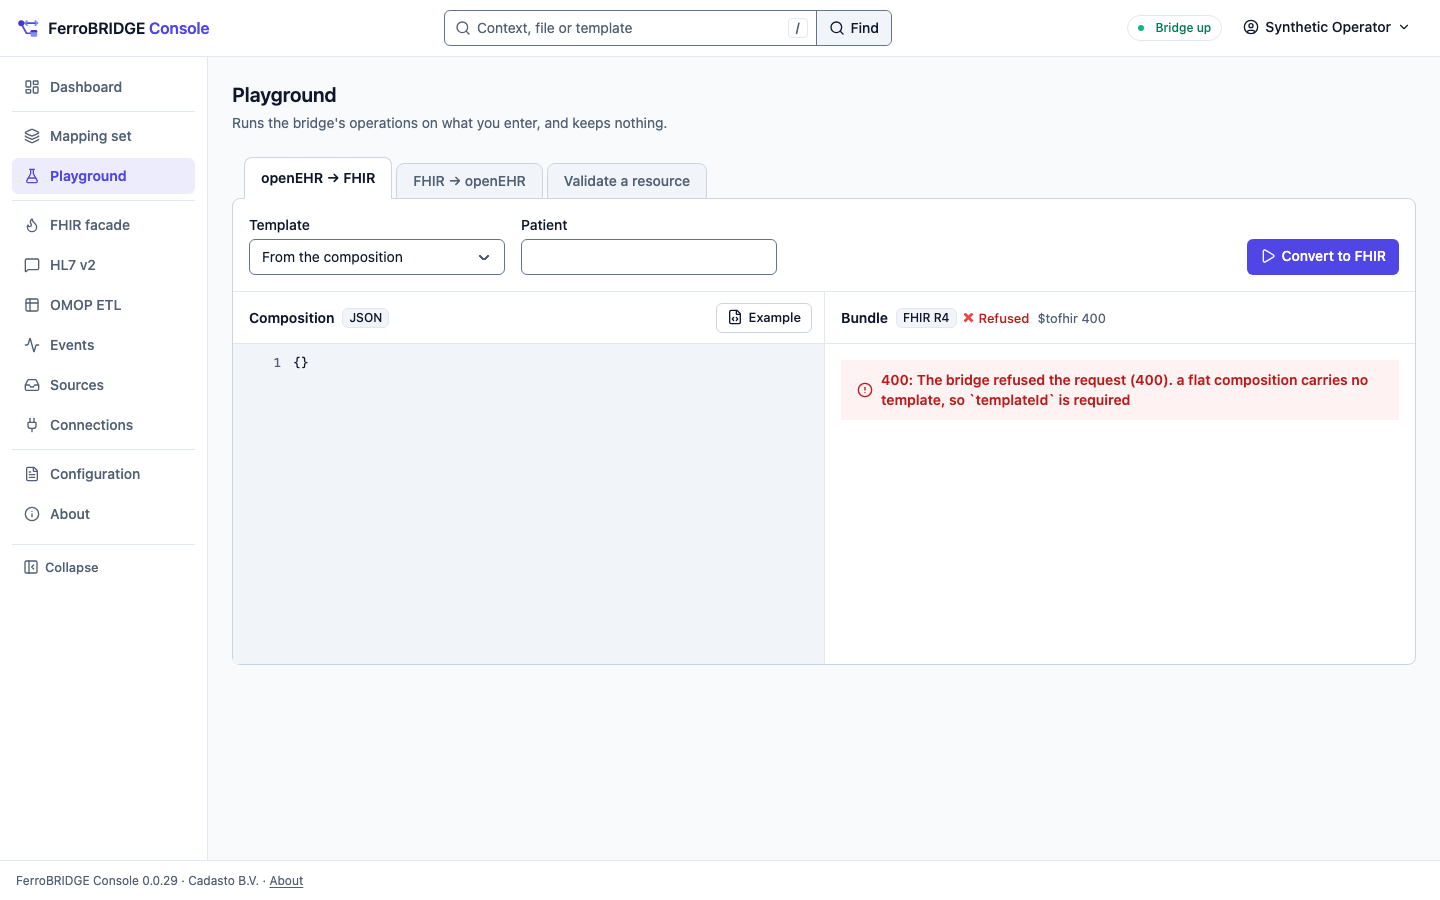 FerroBRIDGE Console
Context, file or template
/
Find
Bridge up
Synthetic Operator
Dashboard
Mapping set
Playground
FHIR facade
HL7 v2
OMOP ETL
Events
Sources
Connections
Configuration
About
Collapse
Playground
Runs the bridge's operations on what you enter, and keeps nothing.
openEHR → FHIR
FHIR → openEHR
Validate a resource
Template
Patient
From the composition
Convert to FHIR
Composition JSON
Example
Bundle FHIR R4 ✖ Refused $tofhir 400
1 {}
400: The bridge refused the request (400). a flat composition carries no
template, so `templateId` is required
FerroBRIDGE Console 0.0.29 · Cadasto B.V. · About